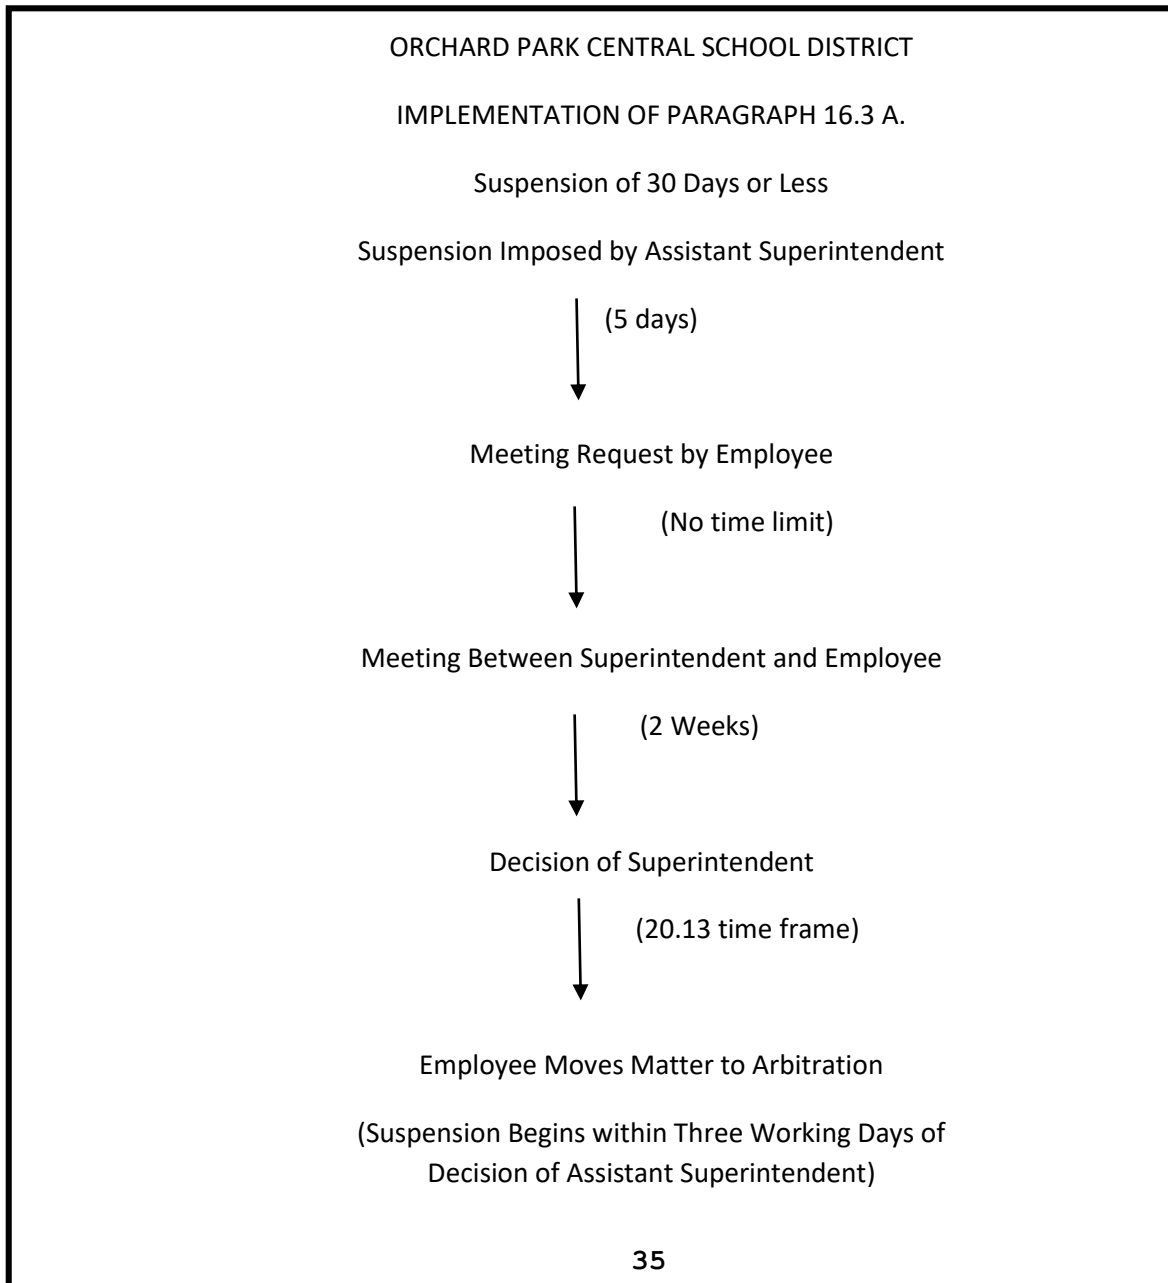 ORCHARD PARK CENTRAL SCHOOL DISTRICT
IMPLEMENTATION OF PARAGRAPH 16.3 A.
Suspension of 30 Days or Less
Suspension Imposed by Assistant Superintendent
(5 days)
Meeting Request by Employee
(No time limit)
Meeting Between Superintendent and Employee
(2 Weeks)
Decision of Superintendent
(20.13 time frame)
Employee Moves Matter to Arbitration
(Suspension Begins within Three Working Days of
Decision of Assistant Superintendent)
35